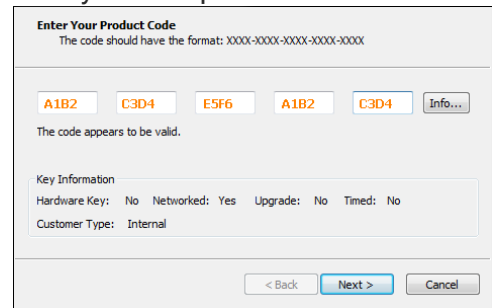 Enter Your Product Code
The code should have the format: XXXX-XXXX-XXXX-XXXX-XXXX
A1B2 C3D4 E5F6 A1B2 C3D4 Info...
The code appears to be valid.
Key Information
Hardware Key: No Networked: Yes Upgrade: No Timed: No
Customer Type: Internal
< Back Next > Cancel